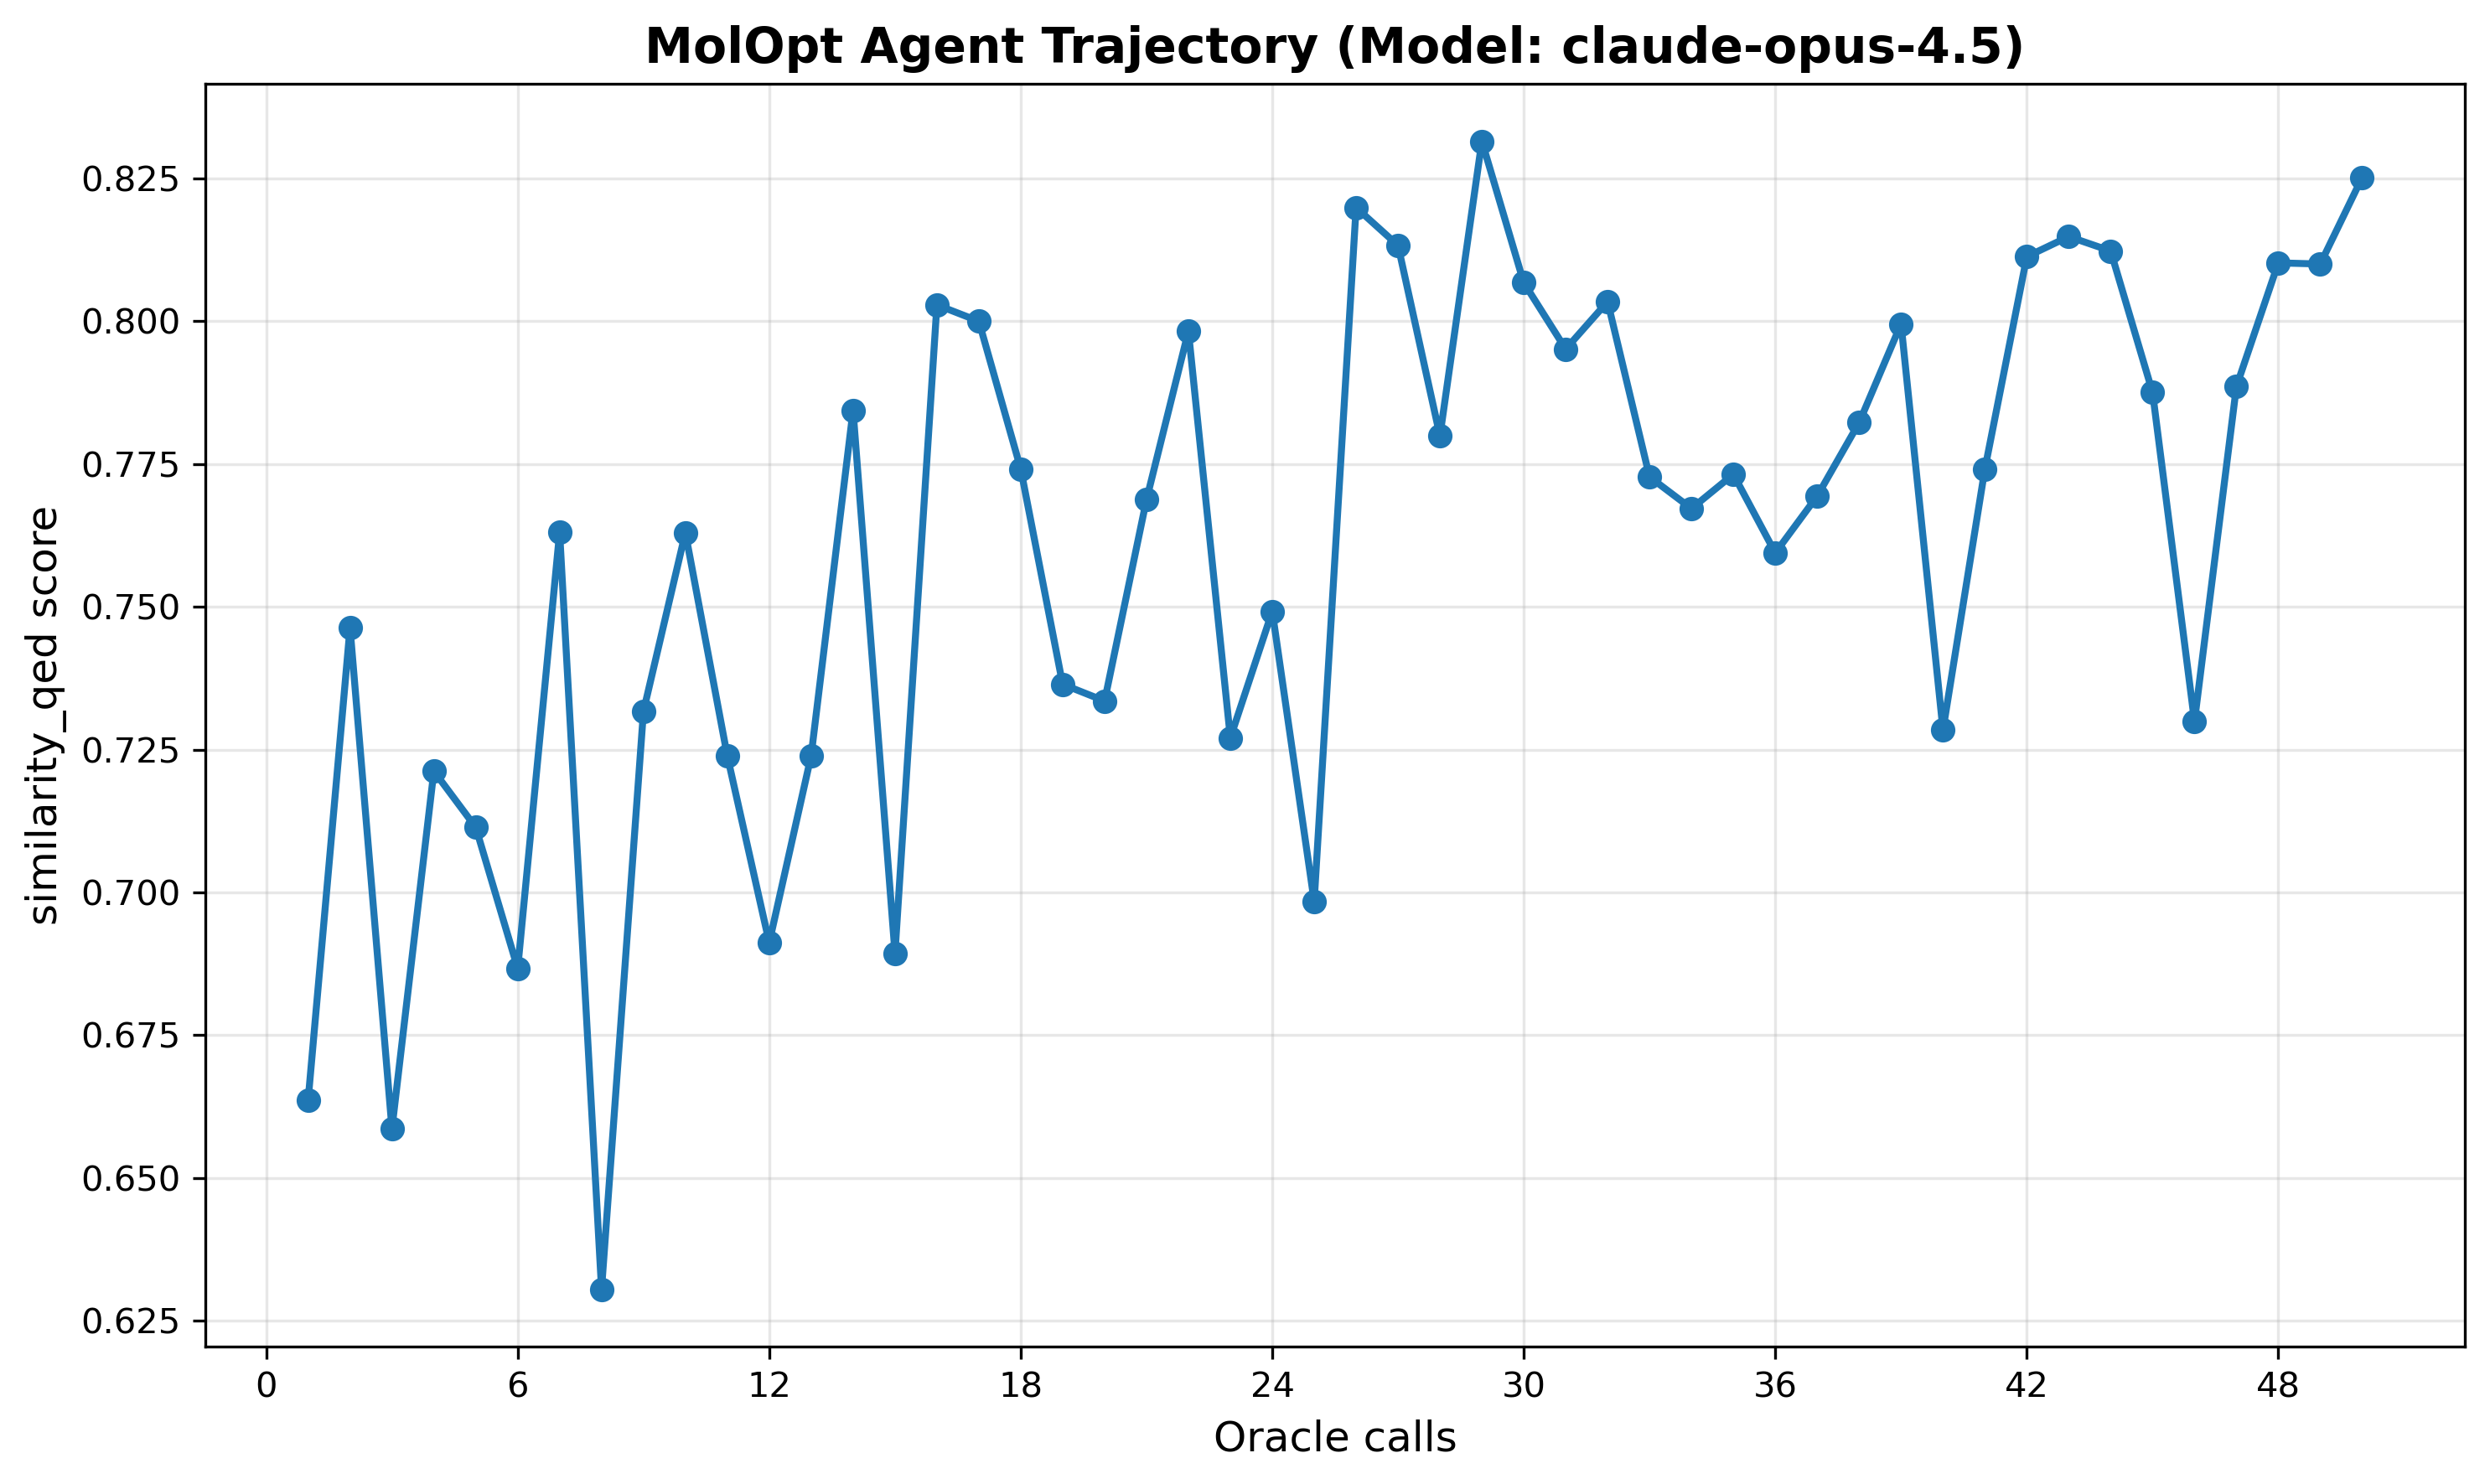 MolOpt Agent Trajectory (Model: claude-opus-4.5)
similarity_qed score
0.825
0.800
0.775
0.750
0.725
0.700
0.675
0.650
0.625
0 6 12 18 24 30 36 42 48
Oracle calls